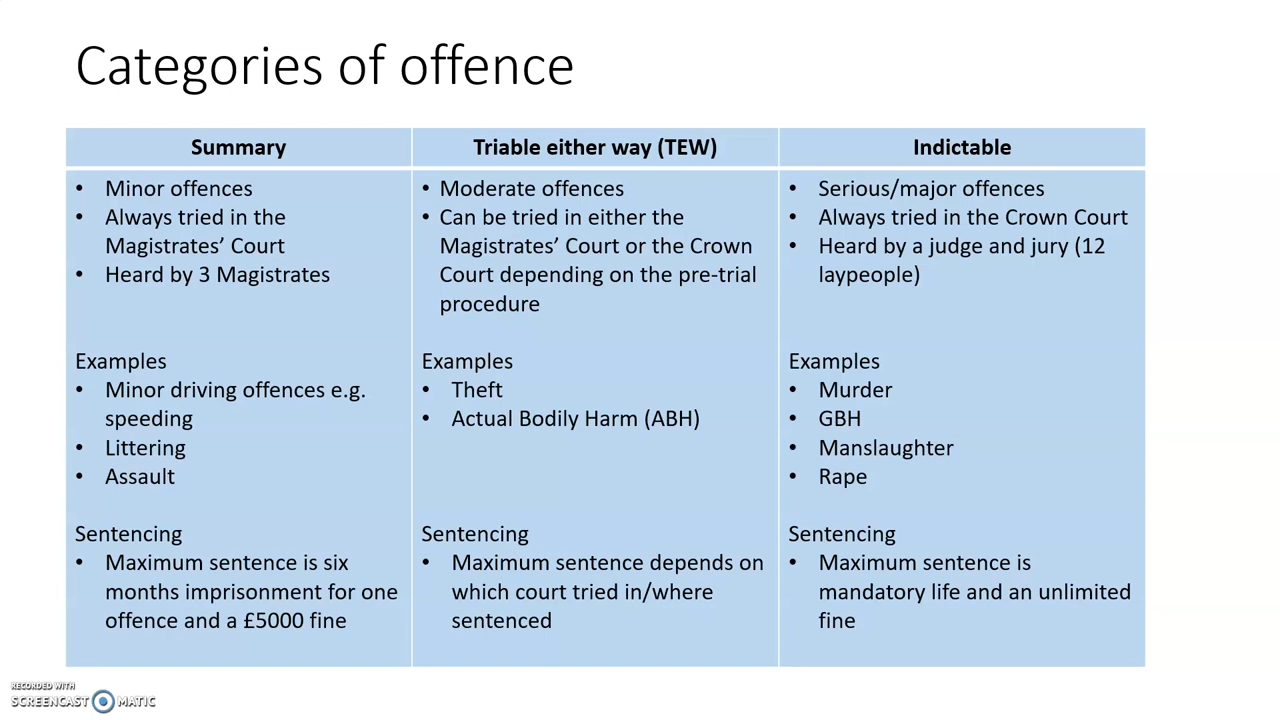 Categories of offence
Summary
• Minor offences
• Always tried in the
Magistrates’ Court
• Heard by 3 Magistrates
Examples
• Minor driving offences e.g.
speeding
• Littering
• Assault
Sentencing
• Maximum sentence is six
months imprisonment for one
offence and a £5000 fine
Triable either way (TEW)
• Moderate offences
• Can be tried in either the
Magistrates’ Court or the Crown
Court depending on the pre-trial
procedure
Examples
• Theft
• Actual Bodily Harm (ABH)
Sentencing
• Maximum sentence depends on
which court tried in/where
sentenced
Indictable
• Serious/major offences
• Always tried in the Crown Court
• Heard by a judge and jury (12
laypeople)
Examples
• Murder
• GBH
• Manslaughter
• Rape
Sentencing
• Maximum sentence is
mandatory life and an unlimited
fine
RECORDED WITH
SCREENCAST MATIC